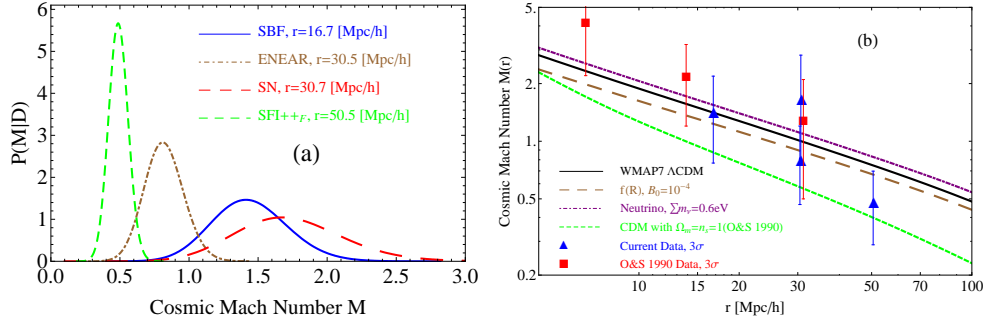 SBF, r=16.7 [Mpc/h]
ENEAR, r=30.5 [Mpc/h]
SN, r=30.7 [Mpc/h]
SFI++F, r=50.5 [Mpc/h]
(a)
P(M|D)
6
5
4
3
2
1
0
0.0 0.5 1.0 1.5 2.0 2.5 3.0
Cosmic Mach Number M
(b)
Cosmic Mach Number M(r)
5.
2.
1.
0.5
0.2
WMAP7 ΛCDM
f(R), B₀=10⁻⁴
Neutrino, ∑mᵥ=0.6eV
CDM with Ωₘ=nₛ=1(O&S 1990)
Current Data, 3σ
O&S 1990 Data, 3σ
10 15 20 30 50 70 100
r [Mpc/h]